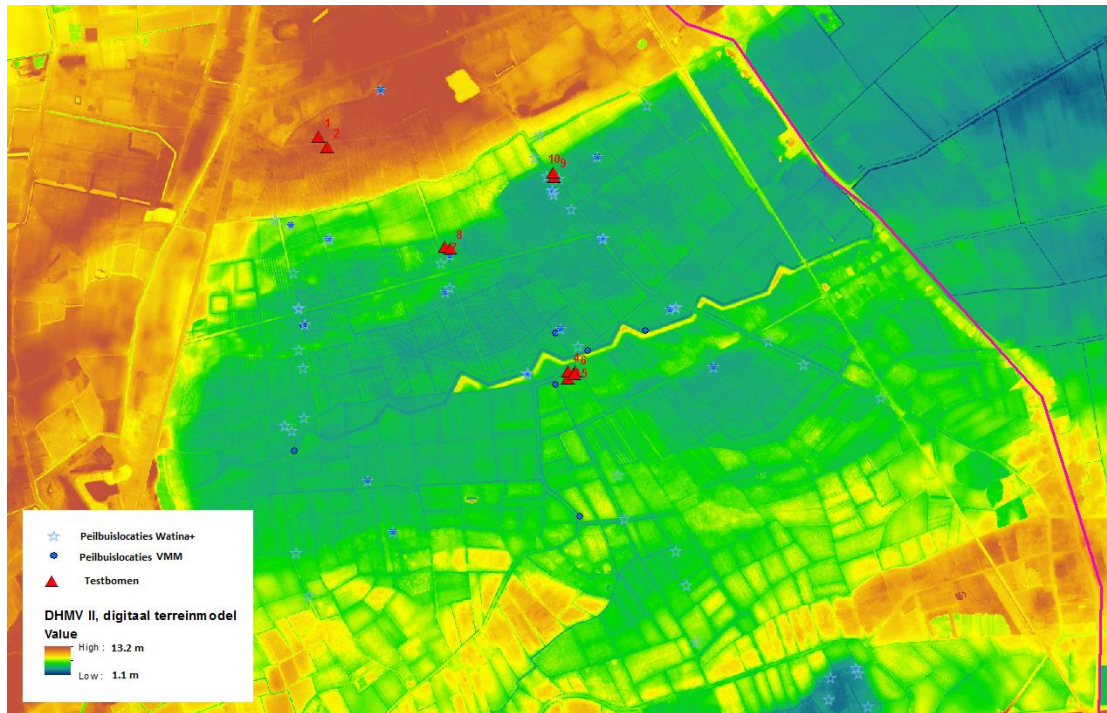 1
2
10 9
8
7
4 6
5
Peilbuislocaties Watina+
Peilbuislocaties VMM
Testbomen
DHMV II, digitaal terreinmodel
Value
High : 13.2 m
Low : 1.1 m